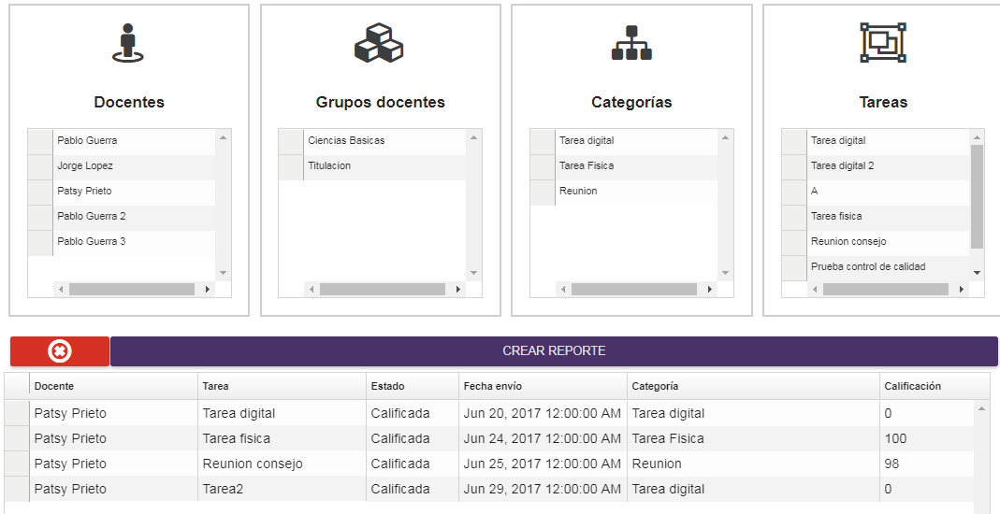 Docentes
Pablo Guerra
Jorge Lopez
Patsy Prieto
Pablo Guerra 2
Pablo Guerra 3
Grupos docentes
Ciencias Basicas
Titulacion
Categorías
Tarea digital
Tarea Fisica
Reunion
Tareas
Tarea digital
Tarea digital 2
A
Tarea fisica
Reunion consejo
Prueba control de calidad
CREAR REPORTE
Docente Tarea Estado Fecha envío Categoría Calificación
Patsy Prieto Tarea digital Calificada Jun 20, 2017 12:00:00 AM Tarea digital 0
Patsy Prieto Tarea fisica Calificada Jun 24, 2017 12:00:00 AM Tarea Fisica 100
Patsy Prieto Reunion consejo Calificada Jun 25, 2017 12:00:00 AM Reunion 98
Patsy Prieto Tarea2 Calificada Jun 29, 2017 12:00:00 AM Tarea digital 0